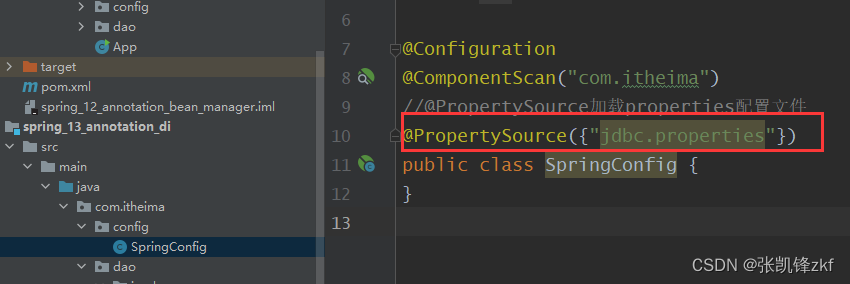 config
dao
App
target
pom.xml
spring_12_annotation_bean_manager.iml
spring_13_annotation_di
src
main
java
com.itheima
config
SpringConfig
dao
6
7 @Configuration
8 @ComponentScan("com.itheima")
9 //@PropertySource加载properties配置文件
10 @PropertySource({"jdbc.properties"})
11 public class SpringConfig {
12 }
13
CSDN @张凯锋zkf